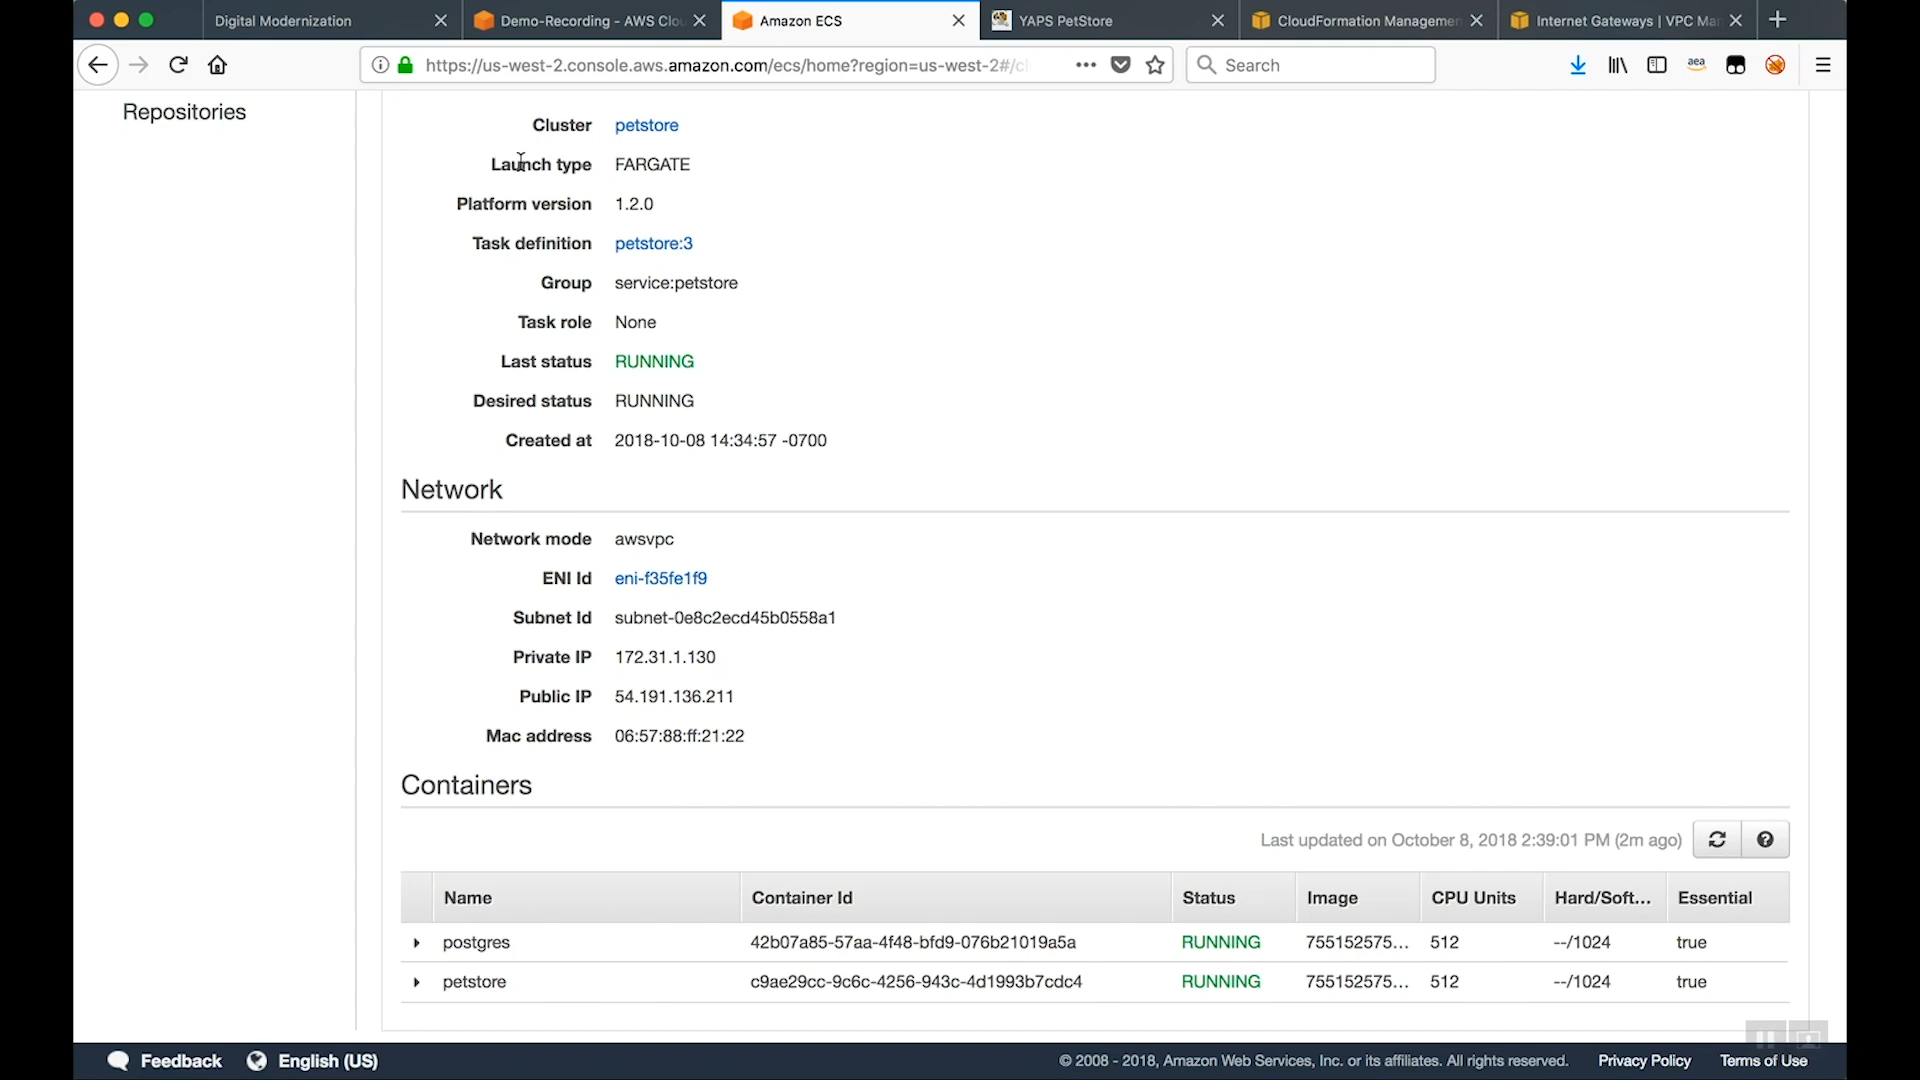 Digital Modernization
Demo-Recording - AWS Clou
Amazon ECS
YAPS PetStore
CloudFormation Managemen
Internet Gateways | VPC Man
https://us-west-2.console.aws.amazon.com/ecs/home?region=us-west-2#/cl
Search
aea
Repositories
Cluster petstore
Launch type FARGATE
Platform version 1.2.0
Task definition petstore:3
Group service:petstore
Task role None
Last status RUNNING
Desired status RUNNING
Created at 2018-10-08 14:34:57 -0700
Network
Network mode awsvpc
ENI Id eni-f35fe1f9
Subnet Id subnet-0e8c2ecd45b0558a1
Private IP 172.31.1.130
Public IP 54.191.136.211
Mac address 06:57:88:ff:21:22
Containers
Last updated on October 8, 2018 2:39:01 PM (2m ago)
Name Container Id Status Image CPU Units Hard/Soft... Essential
postgres 42b07a85-57aa-4f48-bfd9-076b21019a5a RUNNING 755152575... 512 --/1024 true
petstore c9ae29cc-9c6c-4256-943c-4d1993b7cdc4 RUNNING 755152575... 512 --/1024 true
Feedback English (US) © 2008 - 2018, Amazon Web Services, Inc. or its affiliates. All rights reserved. Privacy Policy Terms of Use